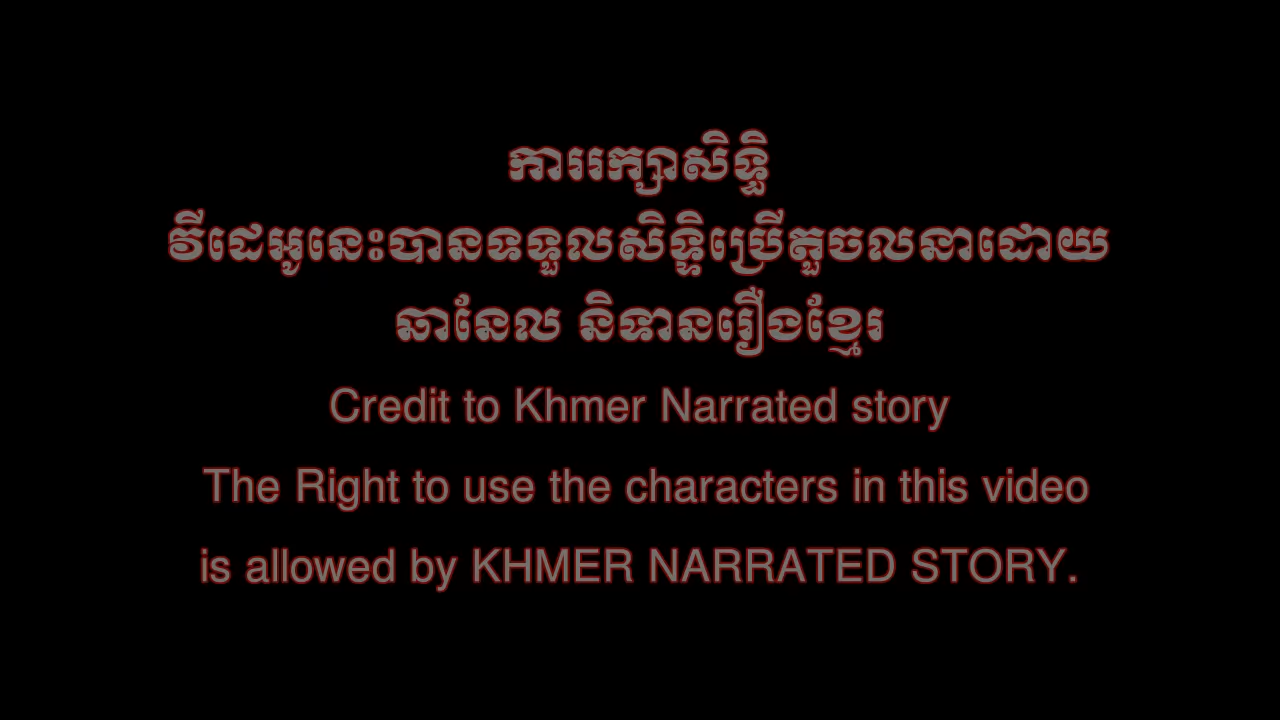 ការរក្សាសិទ្ធិ
វីដេអូនេះបានទទួលសិទ្ធិប្រើតួចលនាដោយ
ឆានែល និទានរឿងខ្មែរ
Credit to Khmer Narrated story
The Right to use the characters in this video
is allowed by KHMER NARRATED STORY.